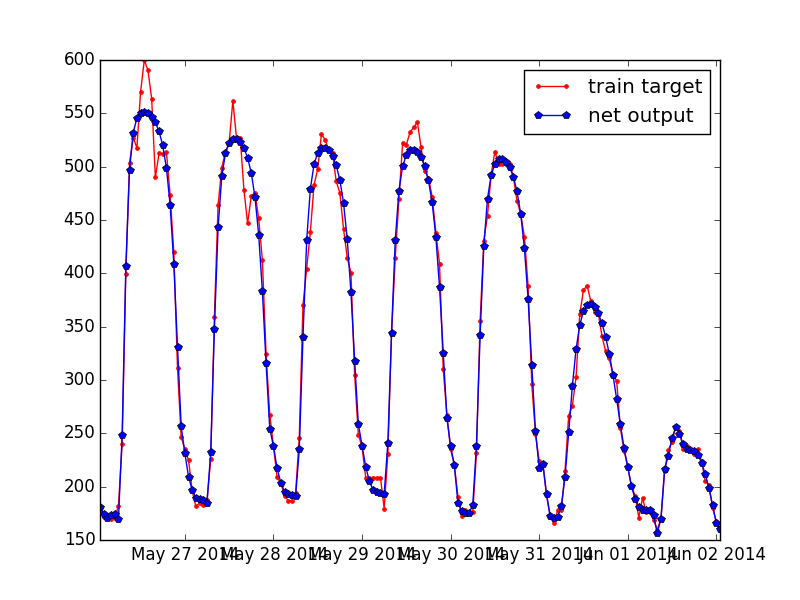 600
550
500
450
400
350
300
250
200
150
train target
net output
May 27 2014
May 28 2014
May 29 2014
May 30 2014
May 31 2014
Jun 01 2014
Jun 02 2014